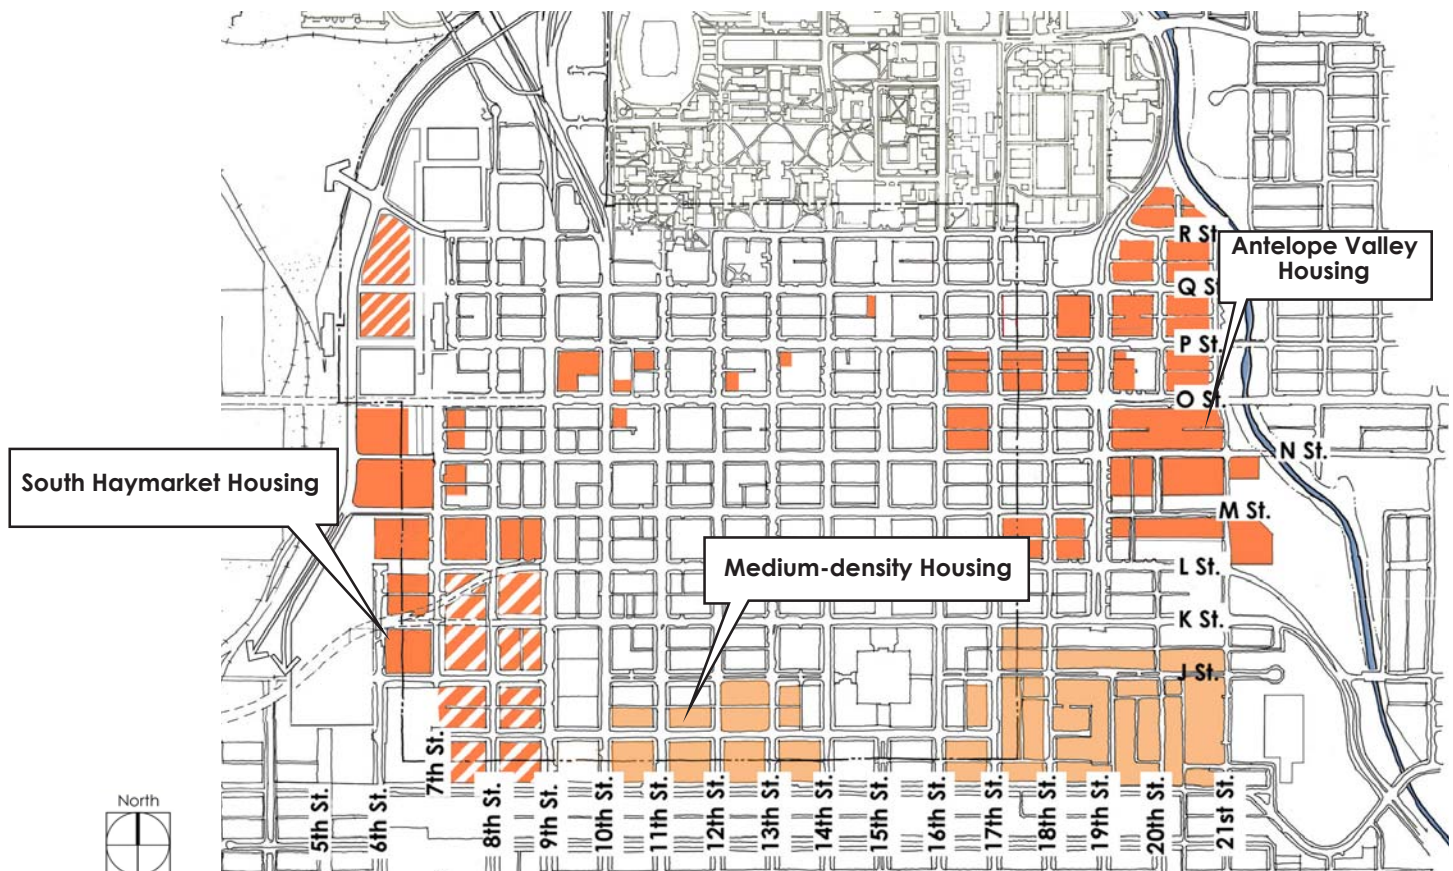 R St.
Antelope Valley
Housing
Q St
P St.
O St.
N St.
South Haymarket Housing
M St.
Medium-density Housing
L St.
K St.
J St.
7th St.
North
5th St.
6th St.
8th St.
9th St.
10th St.
11th St.
12th St.
13th St.
14th St.
15th St.
16th St.
17th St.
18th St.
19th St.
20th St.
21st St.